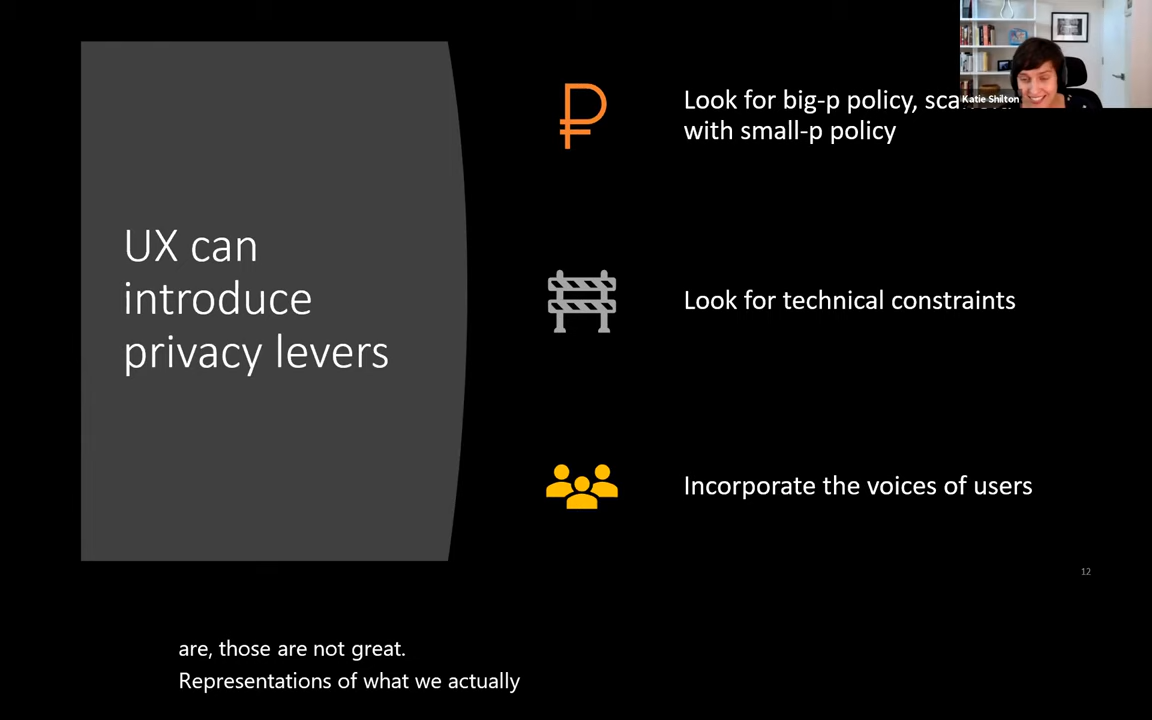 UX can
introduce
privacy levers
Look for big-p policy,
with small-p policy
Look for technical constraints
Incorporate the voices of users
12
Katie Shilton
are, those are not great.
Representations of what we actually